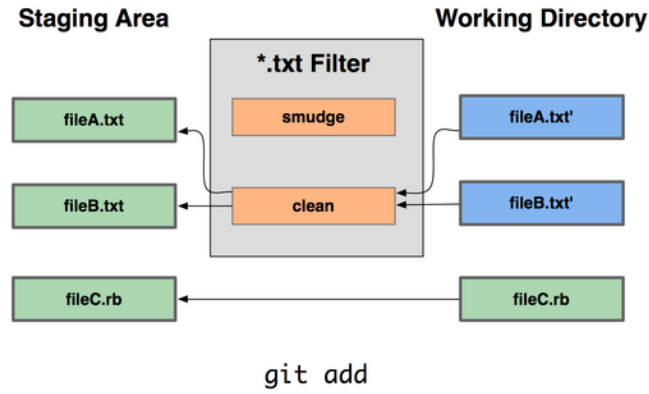 Staging Area
Working Directory
*.txt Filter
fileA.txt
smudge
fileA.txt'
fileB.txt
clean
fileB.txt'
fileC.rb
fileC.rb
git add